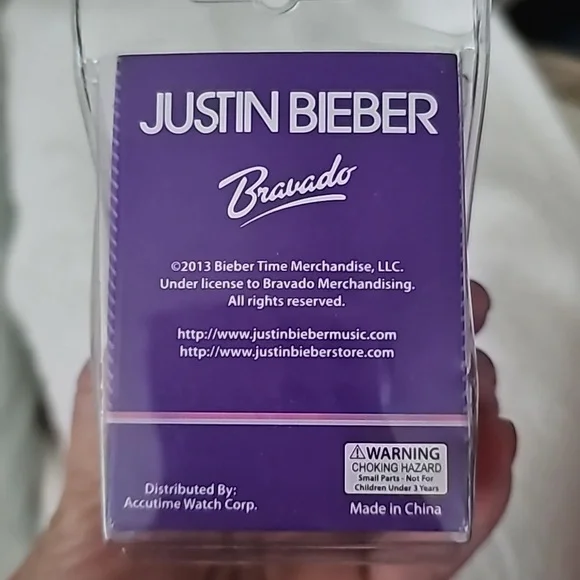 JUSTIN BIEBER
Bravado
©2013 Bieber Time Merchandise, LLC.
Under license to Bravado Merchandising.
All rights reserved.
http://www.justinbiebermusic.com
http://www.justinbieberstore.com
⚠WARNING
CHOKING HAZARD
Small Parts - Not For
Children Under 3 Years
Distributed By:
Accutime Watch Corp.
Made in China